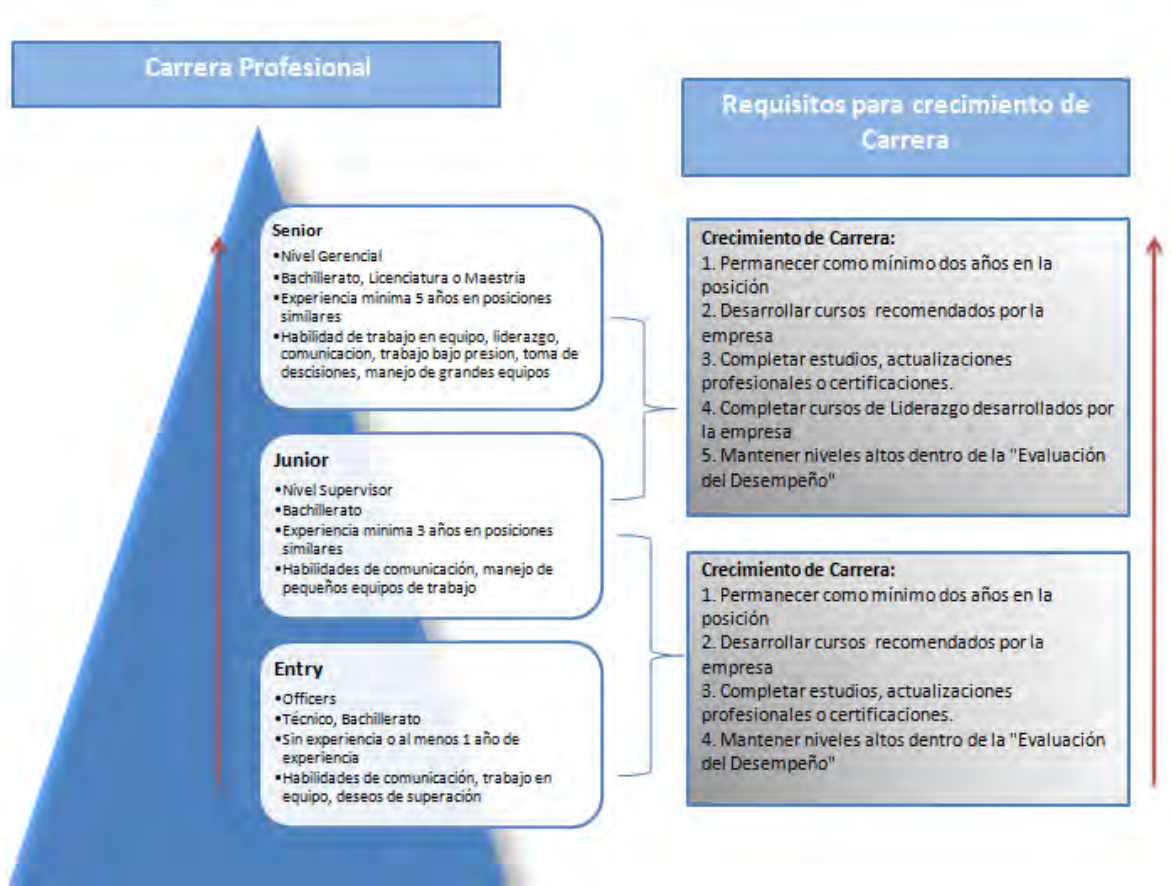 Carrera Profesional
Requisitos para crecimiento de
Carrera
Senior
•Nivel Gerencial
•Bachillerato, Licenciatura o Maestria
•Experiencia minima 5 años en posiciones
similares
•Habilidad de trabajo en equipo, liderazgo,
comunicacion, trabajo bajo presion, toma de
descisiones, manejo de grandes equipos
Junior
•Nivel Supervisor
•Bachillerato
•Experiencia minima 3 años en posiciones
similares
•Habilidades de comunicación, manejo de
pequeños equipos de trabajo
Entry
•Officers
•Técnico, Bachillerato
•Sin experiencia o al menos 1 año de
experiencia
•Habilidades de comunicación, trabajo en
equipo, deseos de superación
Crecimiento de Carrera:
1. Permanecer como mínimo dos años en la
posición
2. Desarrollar cursos recomendados por la
empresa
3. Completar estudios, actualizaciones
profesionales o certificaciones.
4. Completar cursos de Liderazgo desarrollados por
la empresa
5. Mantener niveles altos dentro de la "Evaluación
del Desempeño"
Crecimiento de Carrera:
1. Permanecer como mínimo dos años en la
posición
2. Desarrollar cursos recomendados por la
empresa
3. Completar estudios, actualizaciones
profesionales o certificaciones.
4. Mantener niveles altos dentro de la "Evaluación
del Desempeño"